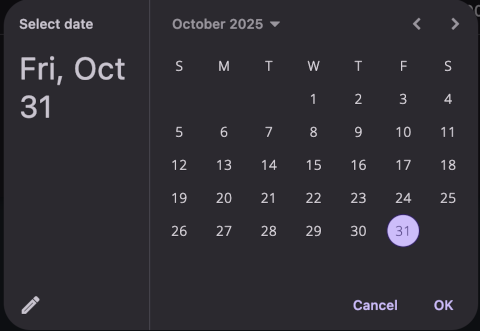 Select date
Fri, Oct
31
October 2025
S M T W T F S
1 2 3 4
5 6 7 8 9 10 11
12 13 14 15 16 17 18
19 20 21 22 23 24 25
26 27 28 29 30 31
Cancel OK